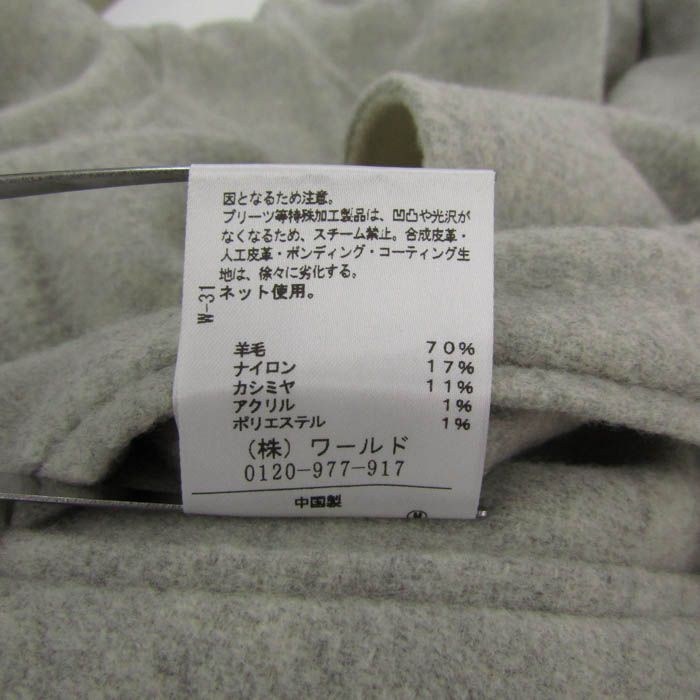 因となるため注意。
プリーツ等特殊加工製品は、凹凸や光沢が
なくなるため、スチーム禁止。合成皮革・
人工皮革・ボンディング・コーティング生
地は、徐々に劣化する。
ネット使用。
W-31
羊毛 70%
ナイロン 17%
カシミヤ 11%
アクリル 1%
ポリエステル 1%
(株) ワールド
0120-977-917
中国製